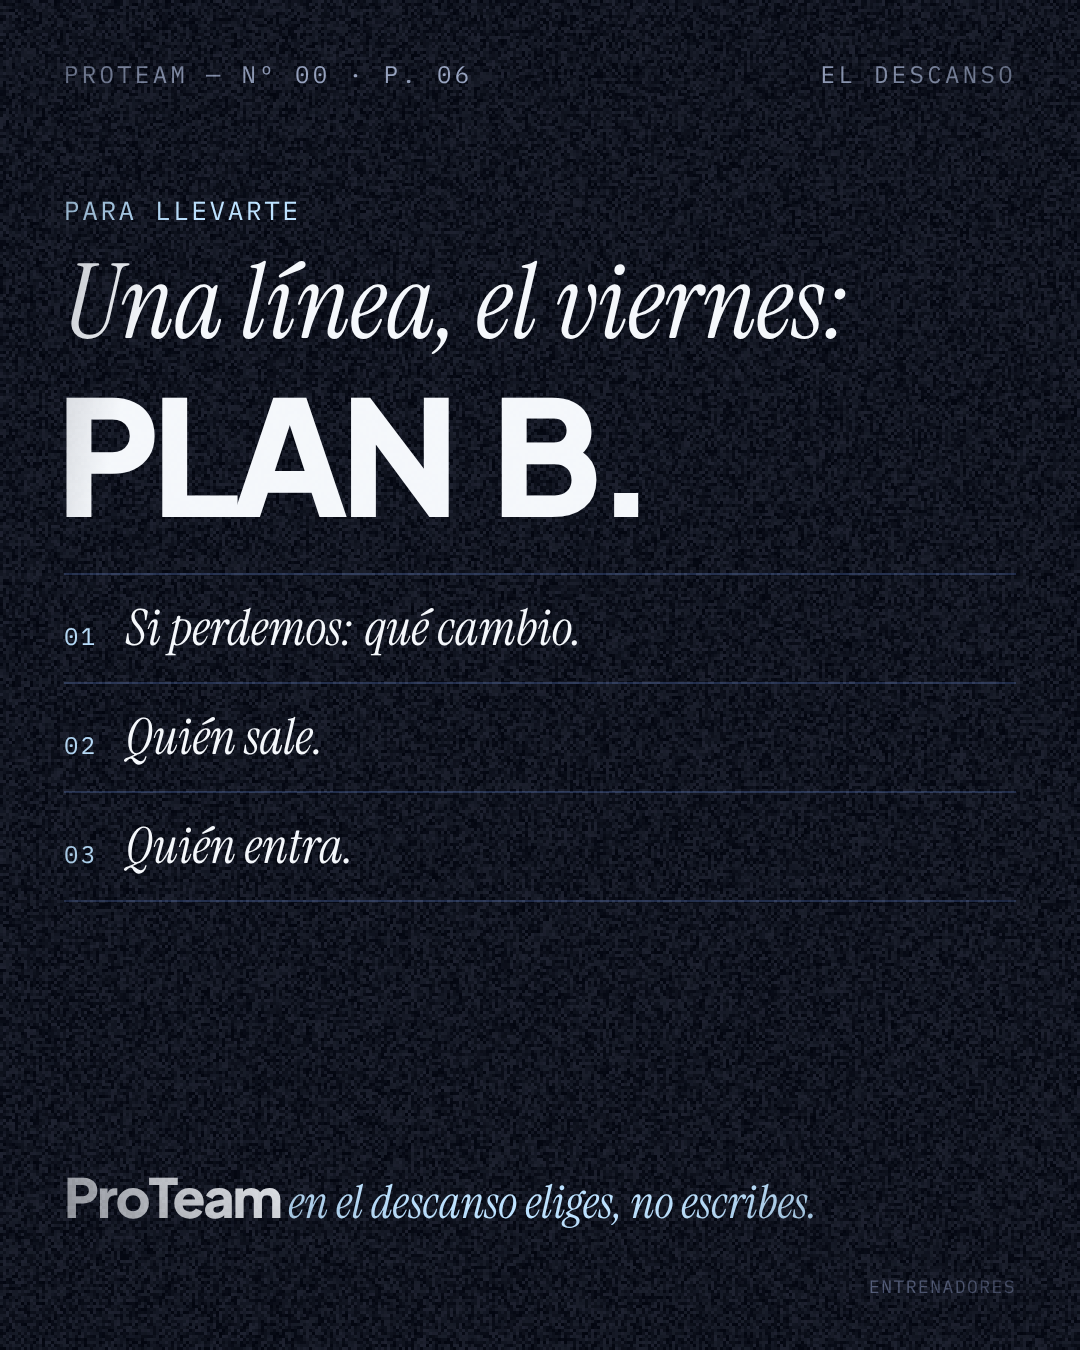 PROTEAM — Nº 00 · P. 06
EL DESCANSO
PARA LLEVARTE
Una línea, el viernes:
PLAN B.
01 Si perdemos: qué cambio.
02 Quién sale.
03 Quién entra.
ProTeam en el descanso eliges, no escribes.
ENTRENADORES